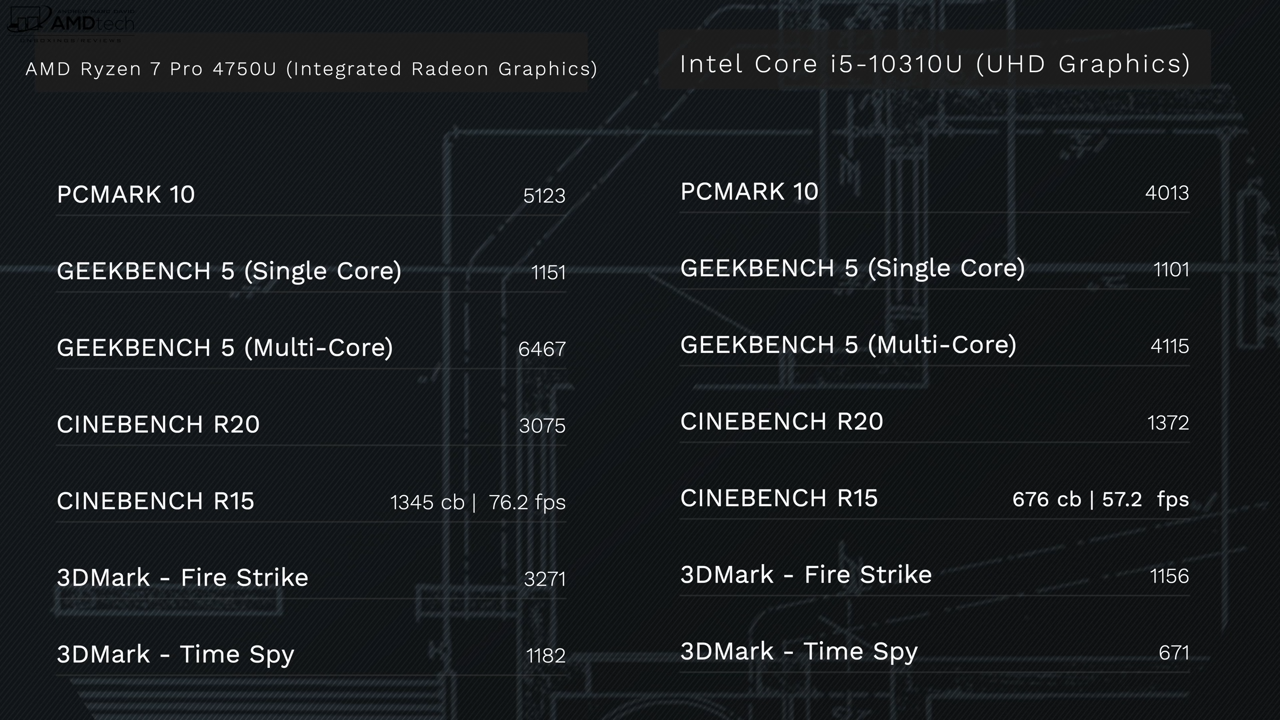 AMDtech
AMD Ryzen 7 Pro 4750U (Integrated Radeon Graphics)
PCMARK 10 5123
GEEKBENCH 5 (Single Core) 1151
GEEKBENCH 5 (Multi-Core) 6467
CINEBENCH R20 3075
CINEBENCH R15 1345 cb | 76.2 fps
3DMark - Fire Strike 3271
3DMark - Time Spy 1182
Intel Core i5-10310U (UHD Graphics)
PCMARK 10 4013
GEEKBENCH 5 (Single Core) 1101
GEEKBENCH 5 (Multi-Core) 4115
CINEBENCH R20 1372
CINEBENCH R15 676 cb | 57.2 fps
3DMark - Fire Strike 1156
3DMark - Time Spy 671